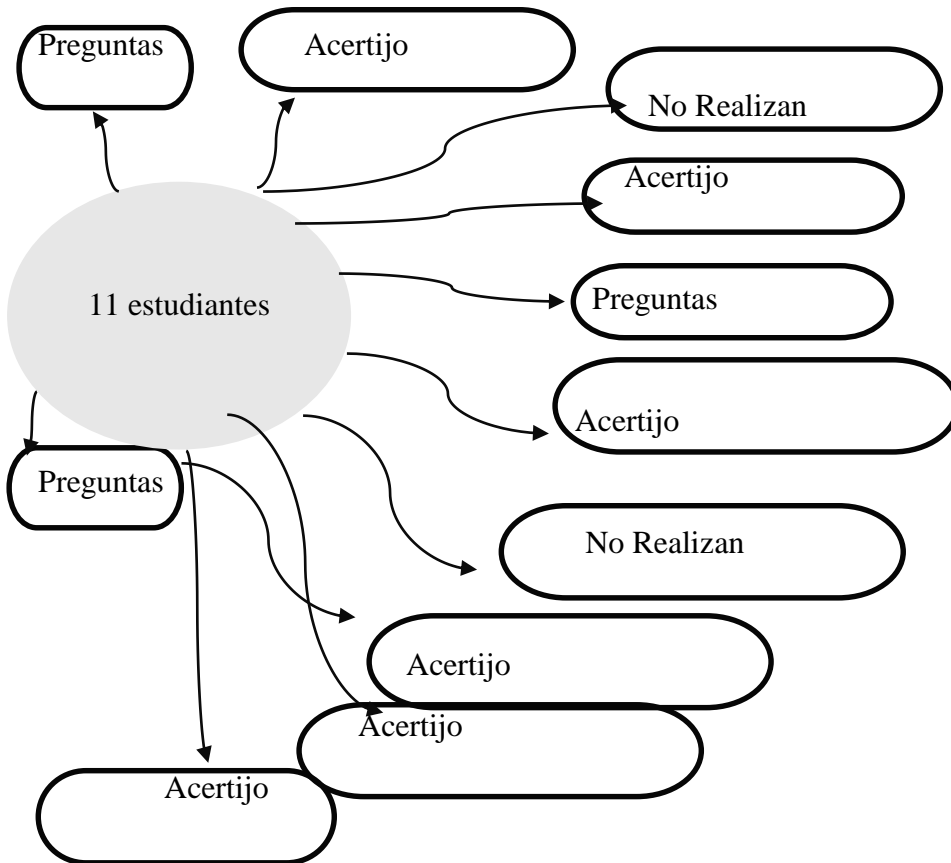 Preguntas
Acertijo
No Realizan
Acertijo
11 estudiantes
Preguntas
Acertijo
Preguntas
No Realizan
Acertijo
Acertijo
Acertijo